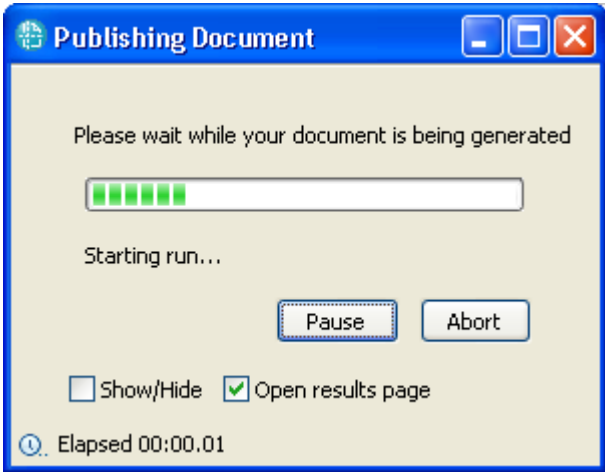 Publishing Document
Please wait while your document is being generated
Starting run...
Pause Abort
Show/Hide Open results page
Elapsed 00:00.01